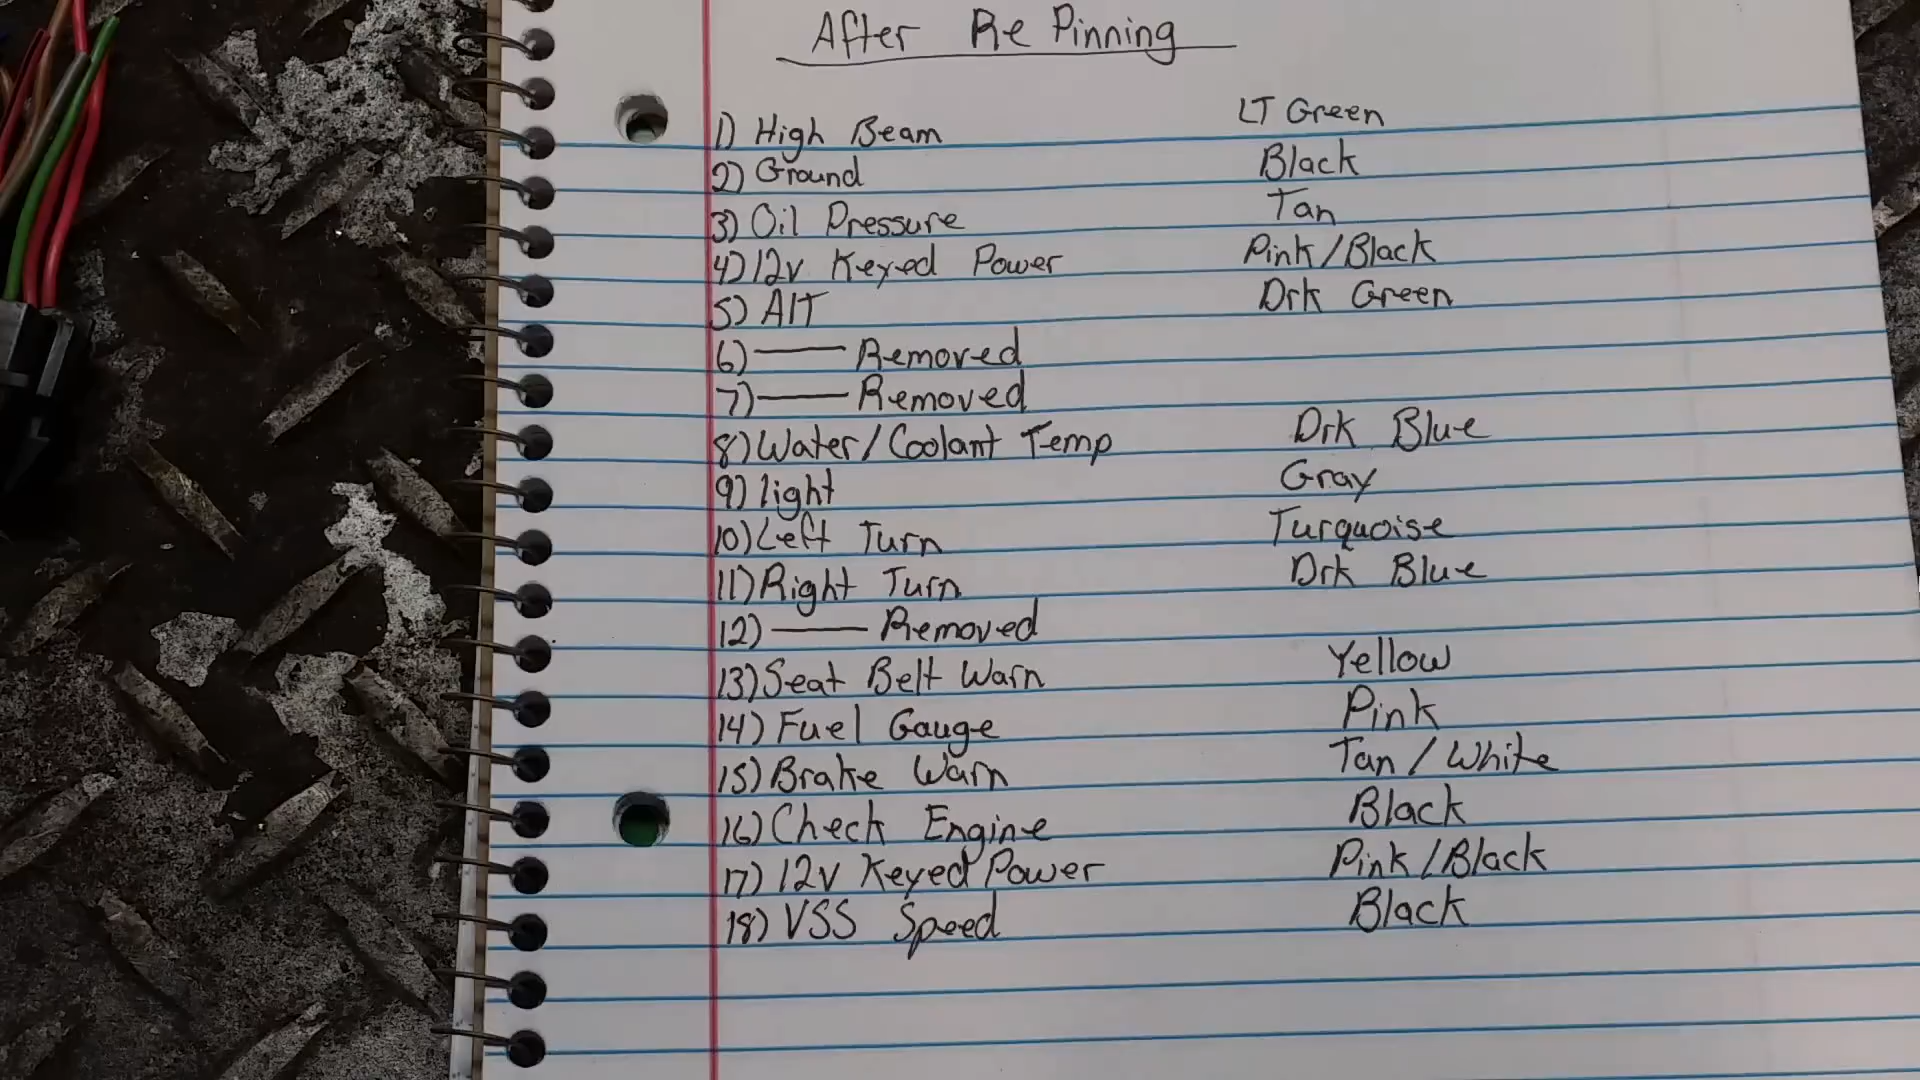 After Re Pinning
1) High Beam LT Green
2) Ground Black
3) Oil Pressure Tan
4) 12v Keyed Power Pink/Black
5) AlT Drk Green
6) — Removed
7) — Removed
8) Water/Coolant Temp Drk Blue
9) light Gray
10) Left Turn Turquoise
11) Right Turn Drk Blue
12) — Removed
13) Seat Belt Warn Yellow
14) Fuel Gauge Pink
15) Brake Warn Tan/White
16) Check Engine Black
17) 12v Keyed Power Pink/Black
18) VSS Speed Black